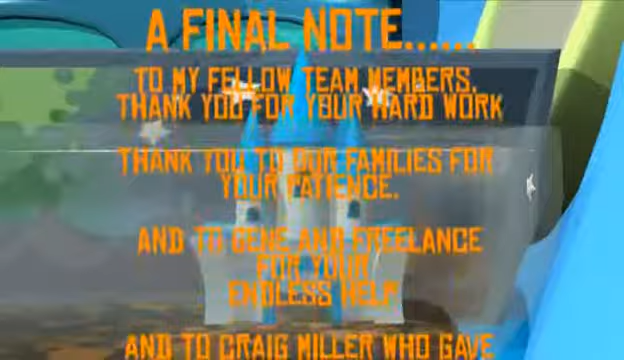 A FINAL NOTE......
TO MY FELLOW TEAM MEMBERS,
THANK YOU FOR YOUR HARD WORK
THANK YOU TO OUR FAMILIES FOR
YOUR PATIENCE.
AND TO GENE AND FREELANCE
FOR YOUR
ENDLESS HELP
AND TO CRAIG MILLER WHO GAVE